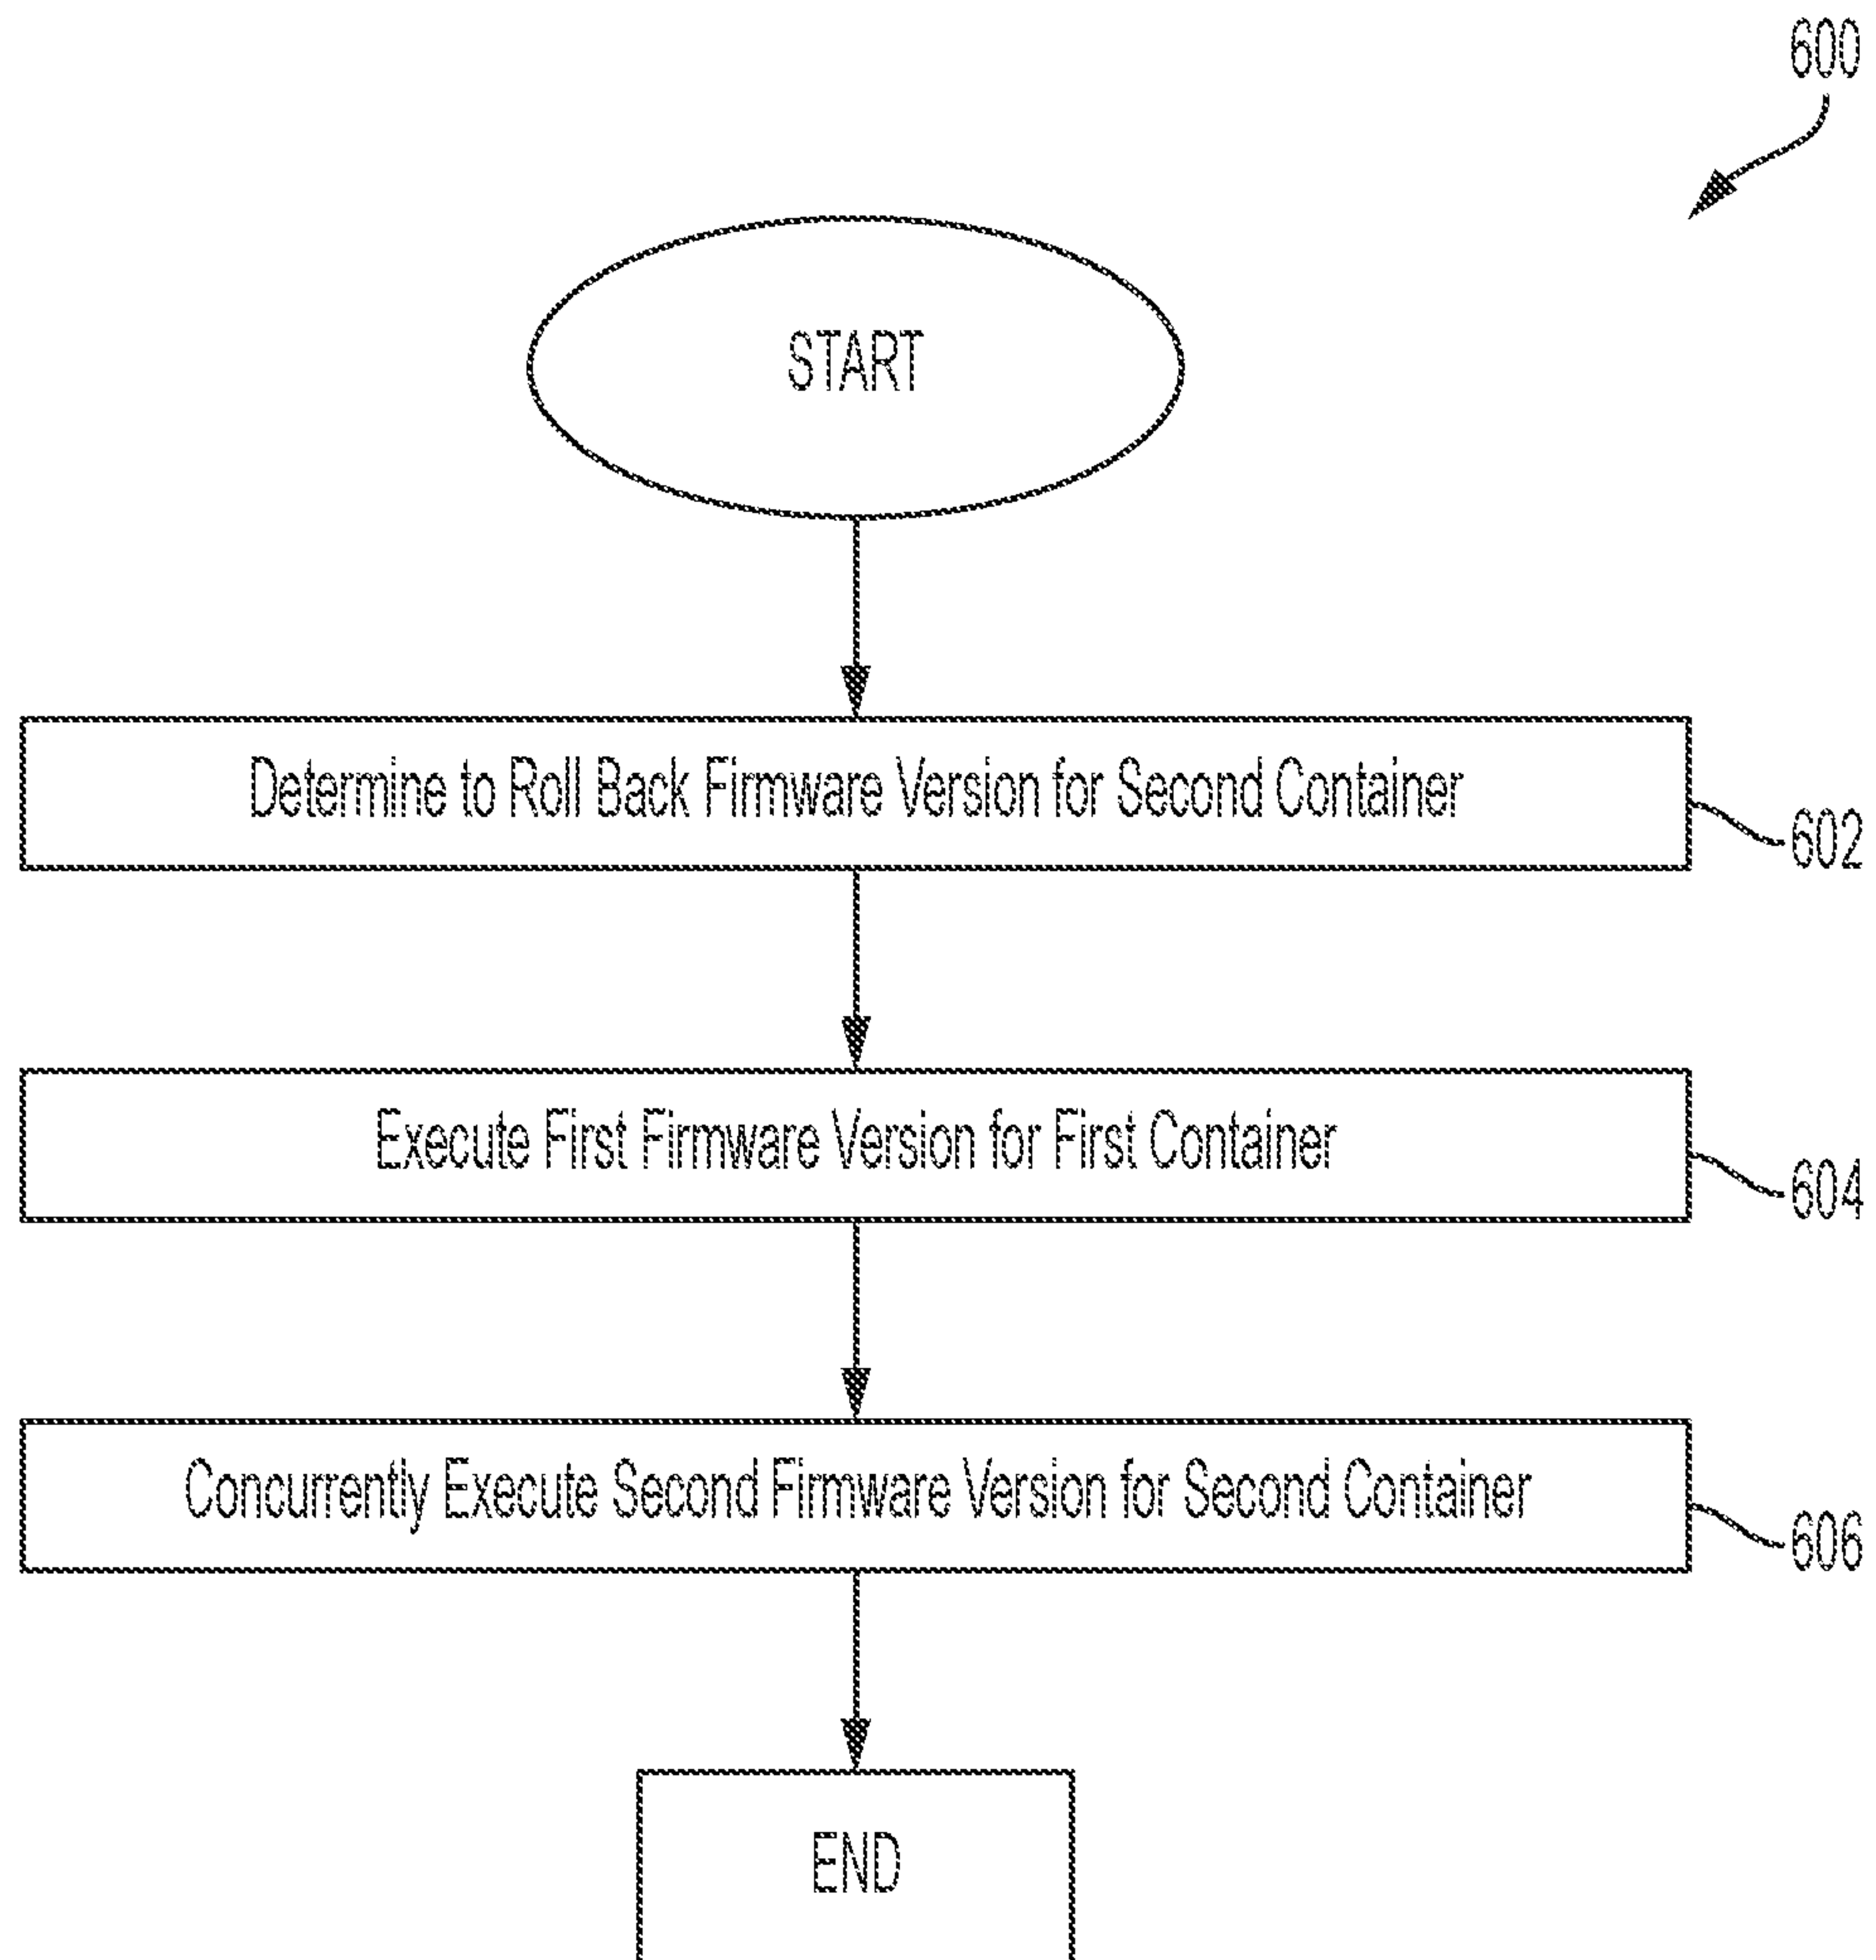 600
START
Determine to Roll Back Firmware Version for Second Container
602
Execute First Firmware Version for First Container
604
Concurrently Execute Second Firmware Version for Second Container
606
END